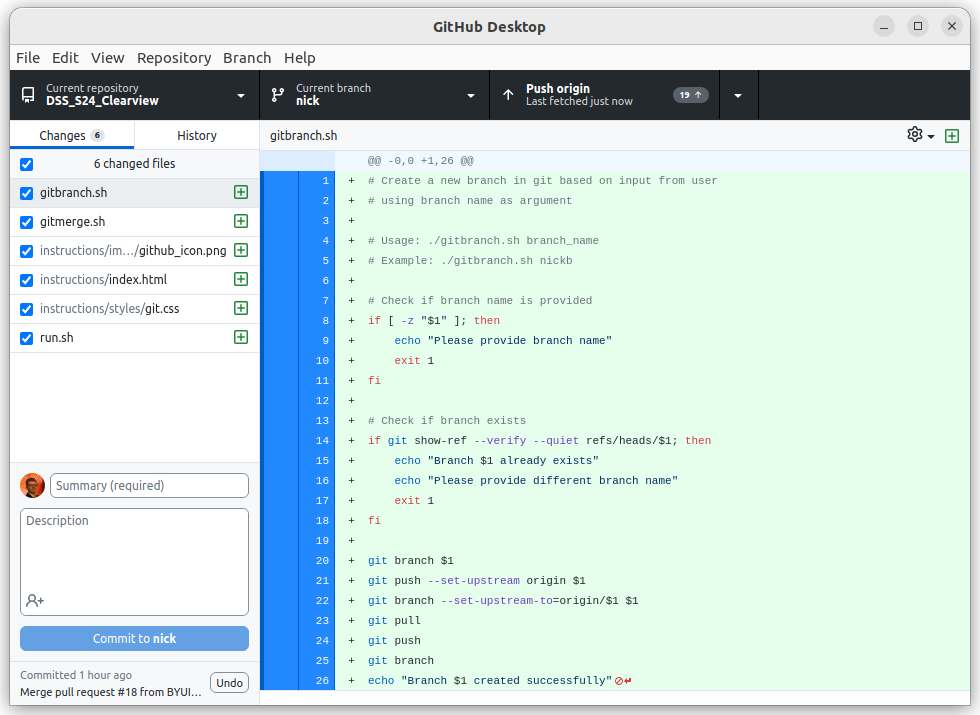 GitHub Desktop
File Edit View Repository Branch Help
Current repository
DSS_S24_Clearview
Current branch
nick
Push origin
Last fetched just now
19
Changes 6
History
6 changed files
gitbranch.sh
gitmerge.sh
instructions/im…/github_icon.png
instructions/index.html
instructions/styles/git.css
run.sh
Summary (required)
Description
Commit to nick
Committed 1 hour ago
Merge pull request #18 from BYUI...
Undo
gitbranch.sh
@@ -0,0 +1,26 @@
1 + # Create a new branch in git based on input from user
2 + # using branch name as argument
3 +
4 + # Usage: ./gitbranch.sh branch_name
5 + # Example: ./gitbranch.sh nickb
6 +
7 + # Check if branch name is provided
8 + if [ -z "$1" ]; then
9 +     echo "Please provide branch name"
10 +     exit 1
11 + fi
12 +
13 + # Check if branch exists
14 + if git show-ref --verify --quiet refs/heads/$1; then
15 +     echo "Branch $1 already exists"
16 +     echo "Please provide different branch name"
17 +     exit 1
18 + fi
19 +
20 + git branch $1
21 + git push --set-upstream origin $1
22 + git branch --set-upstream-to=origin/$1 $1
23 + git pull
24 + git push
25 + git branch
26 + echo "Branch $1 created successfully"